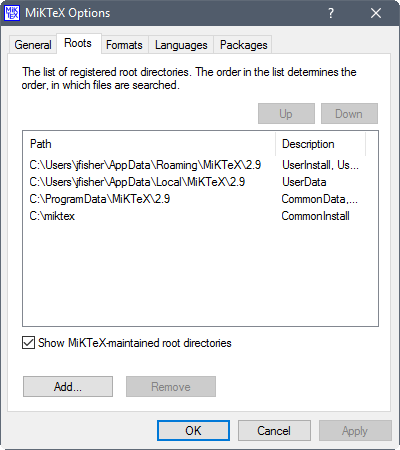 MiKTeX Options
General Roots Formats Languages Packages
The list of registered root directories. The order in the list determines the
order, in which files are searched.
Up Down
Path Description
C:\Users\jfisher\AppData\Roaming\MiKTeX\2.9 UserInstall, Us...
C:\Users\jfisher\AppData\Local\MiKTeX\2.9 UserData
C:\ProgramData\MiKTeX\2.9 CommonData,...
C:\miktex CommonInstall
Show MiKTeX-maintained root directories
Add... Remove
OK Cancel Apply